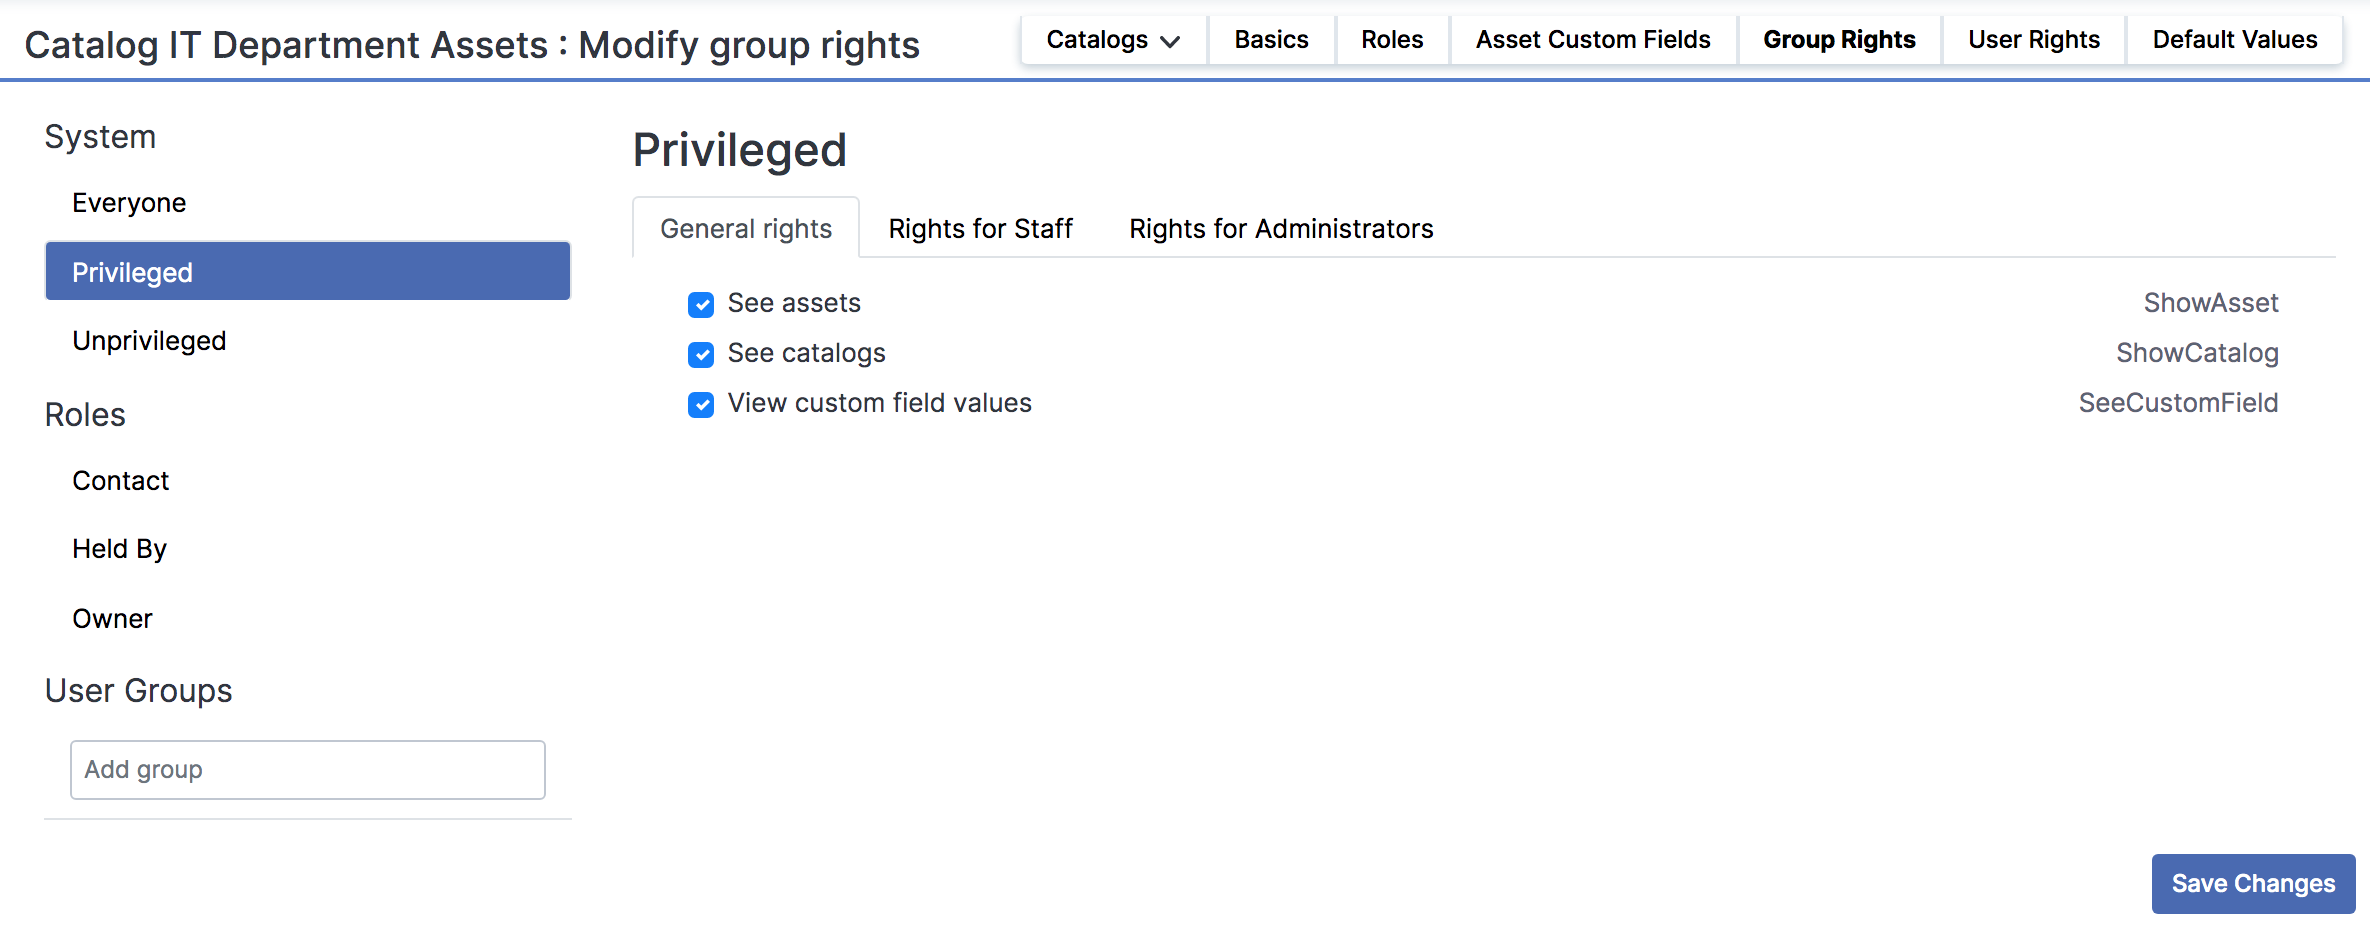 Catalog IT Department Assets : Modify group rights
Catalogs Basics Roles Asset Custom Fields Group Rights User Rights Default Values
System
Everyone
Privileged
Unprivileged
Roles
Contact
Held By
Owner
User Groups
Add group
Privileged
General rights Rights for Staff Rights for Administrators
See assets ShowAsset
See catalogs ShowCatalog
View custom field values SeeCustomField
Save Changes